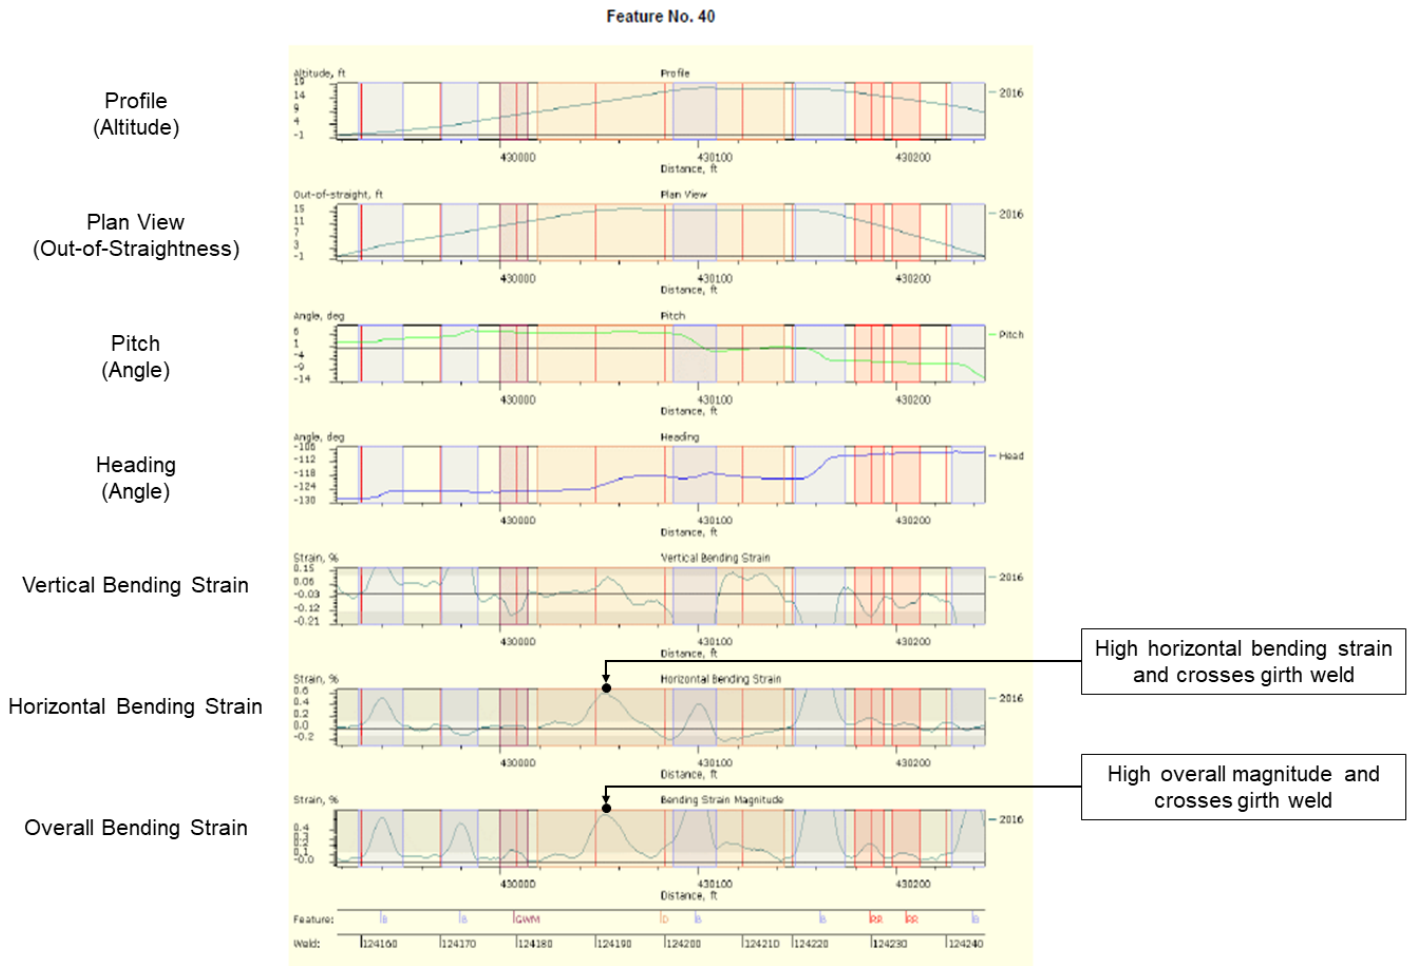 Feature No. 40
Profile
(Altitude)
Altitude, ft
Profile
19
14
9
4
-1
2016
430000
430100
430200
Distance, ft
Plan View
(Out-of-Straightness)
Out-of-straight, ft
Plan View
15
11
7
3
-1
2016
430000
430100
430200
Distance, ft
Pitch
(Angle)
Angle, deg
Pitch
6
1
-4
-9
-14
Pitch
430000
430100
430200
Distance, ft
Heading
(Angle)
Angle, deg
Heading
-106
-112
-118
-124
-130
Head
430000
430100
430200
Distance, ft
Vertical Bending Strain
Strain, %
Vertical Bending Strain
0.15
0.06
-0.03
-0.12
-0.21
2016
430000
430100
430200
Distance, ft
High horizontal bending strain
and crosses girth weld
Horizontal Bending Strain
Strain, %
Horizontal Bending Strain
0.6
0.4
0.2
0.0
-0.2
2016
430000
430100
430200
Distance, ft
High overall magnitude and
crosses girth weld
Overall Bending Strain
Strain, %
Bending Strain Magnitude
0.4
0.3
0.2
0.1
-0.0
2016
430000
430100
430200
Distance, ft
Feature: B B GWM D B B RR RR B
Weld: 124160 124170 124180 124190 124200 124210 124220 124230 124240